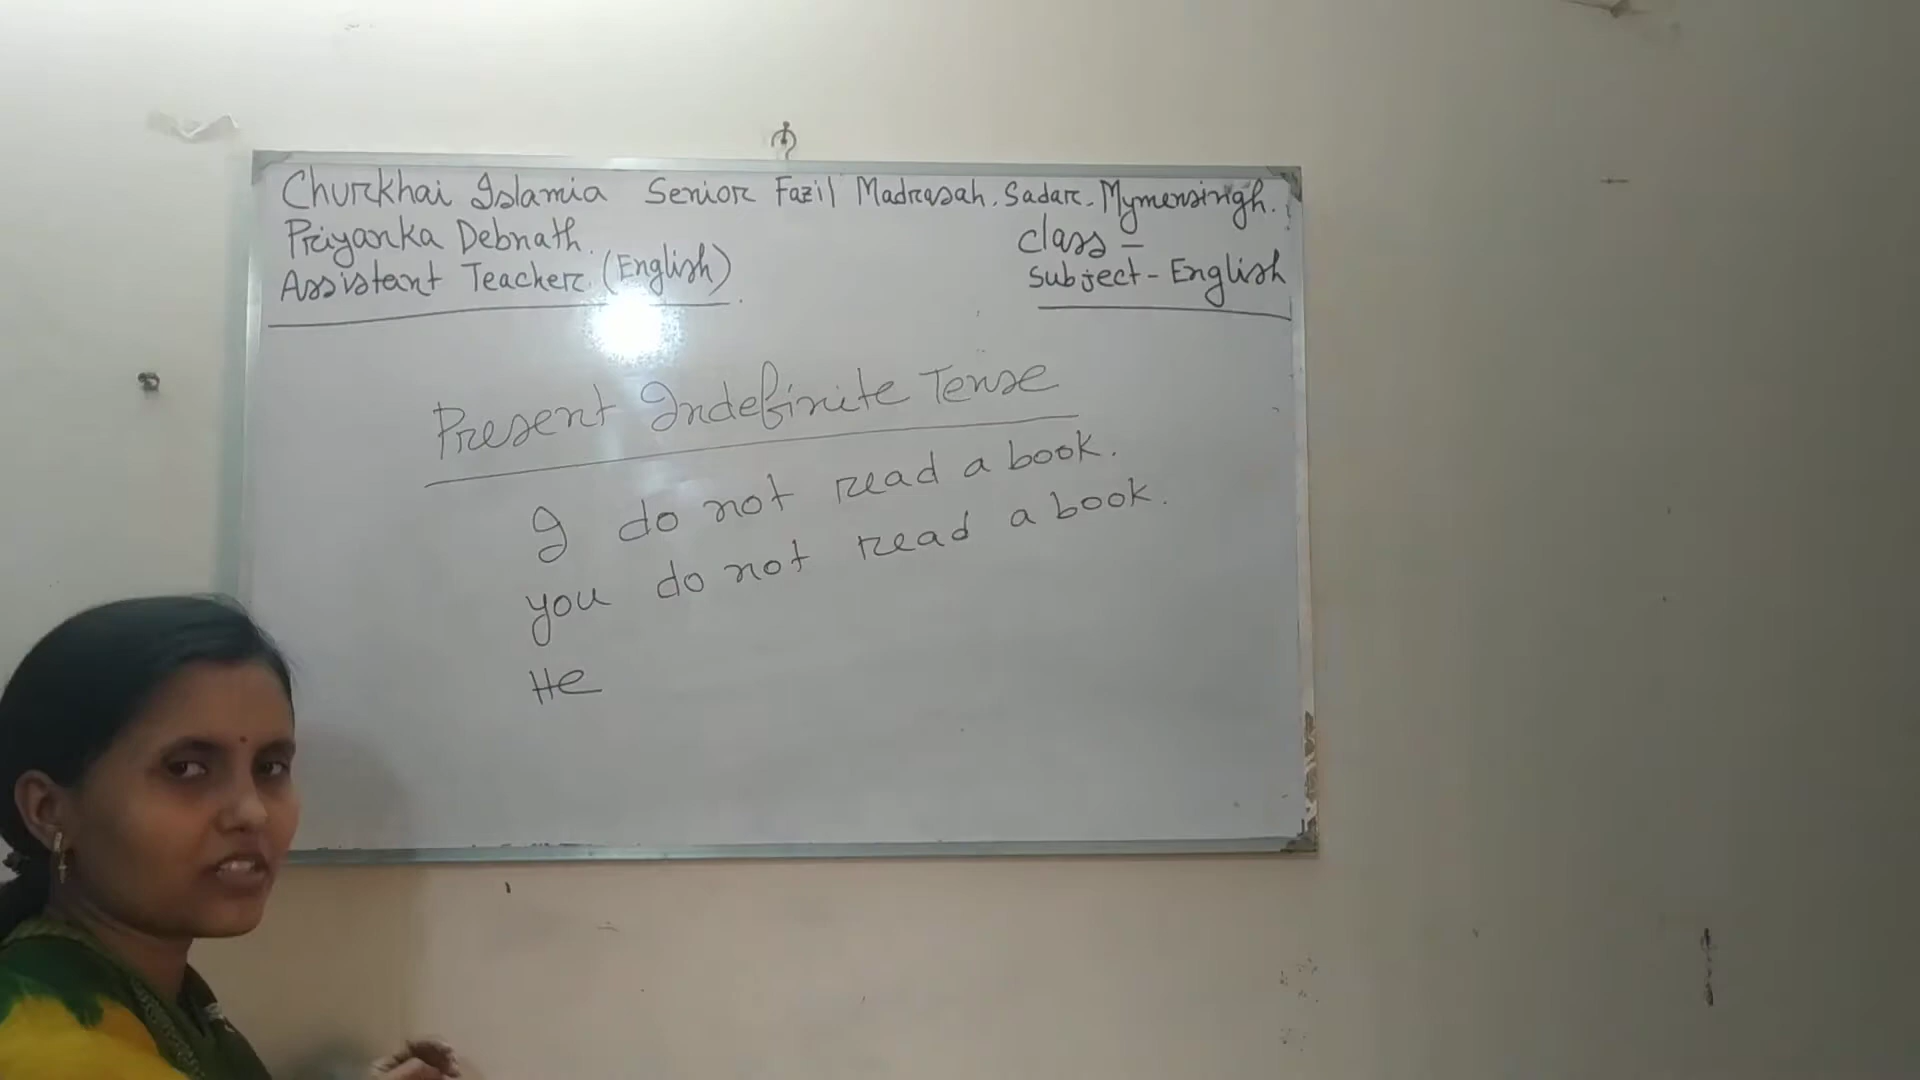 Churkhai Islamia Senior Fazil Madrasah. Sadar. Mymensingh.
Priyanka Debnath.
Assistant Teacher. (English)
Class –
Subject - English
Present Indefinite Tense
I do not read a book.
you do not read a book.
He